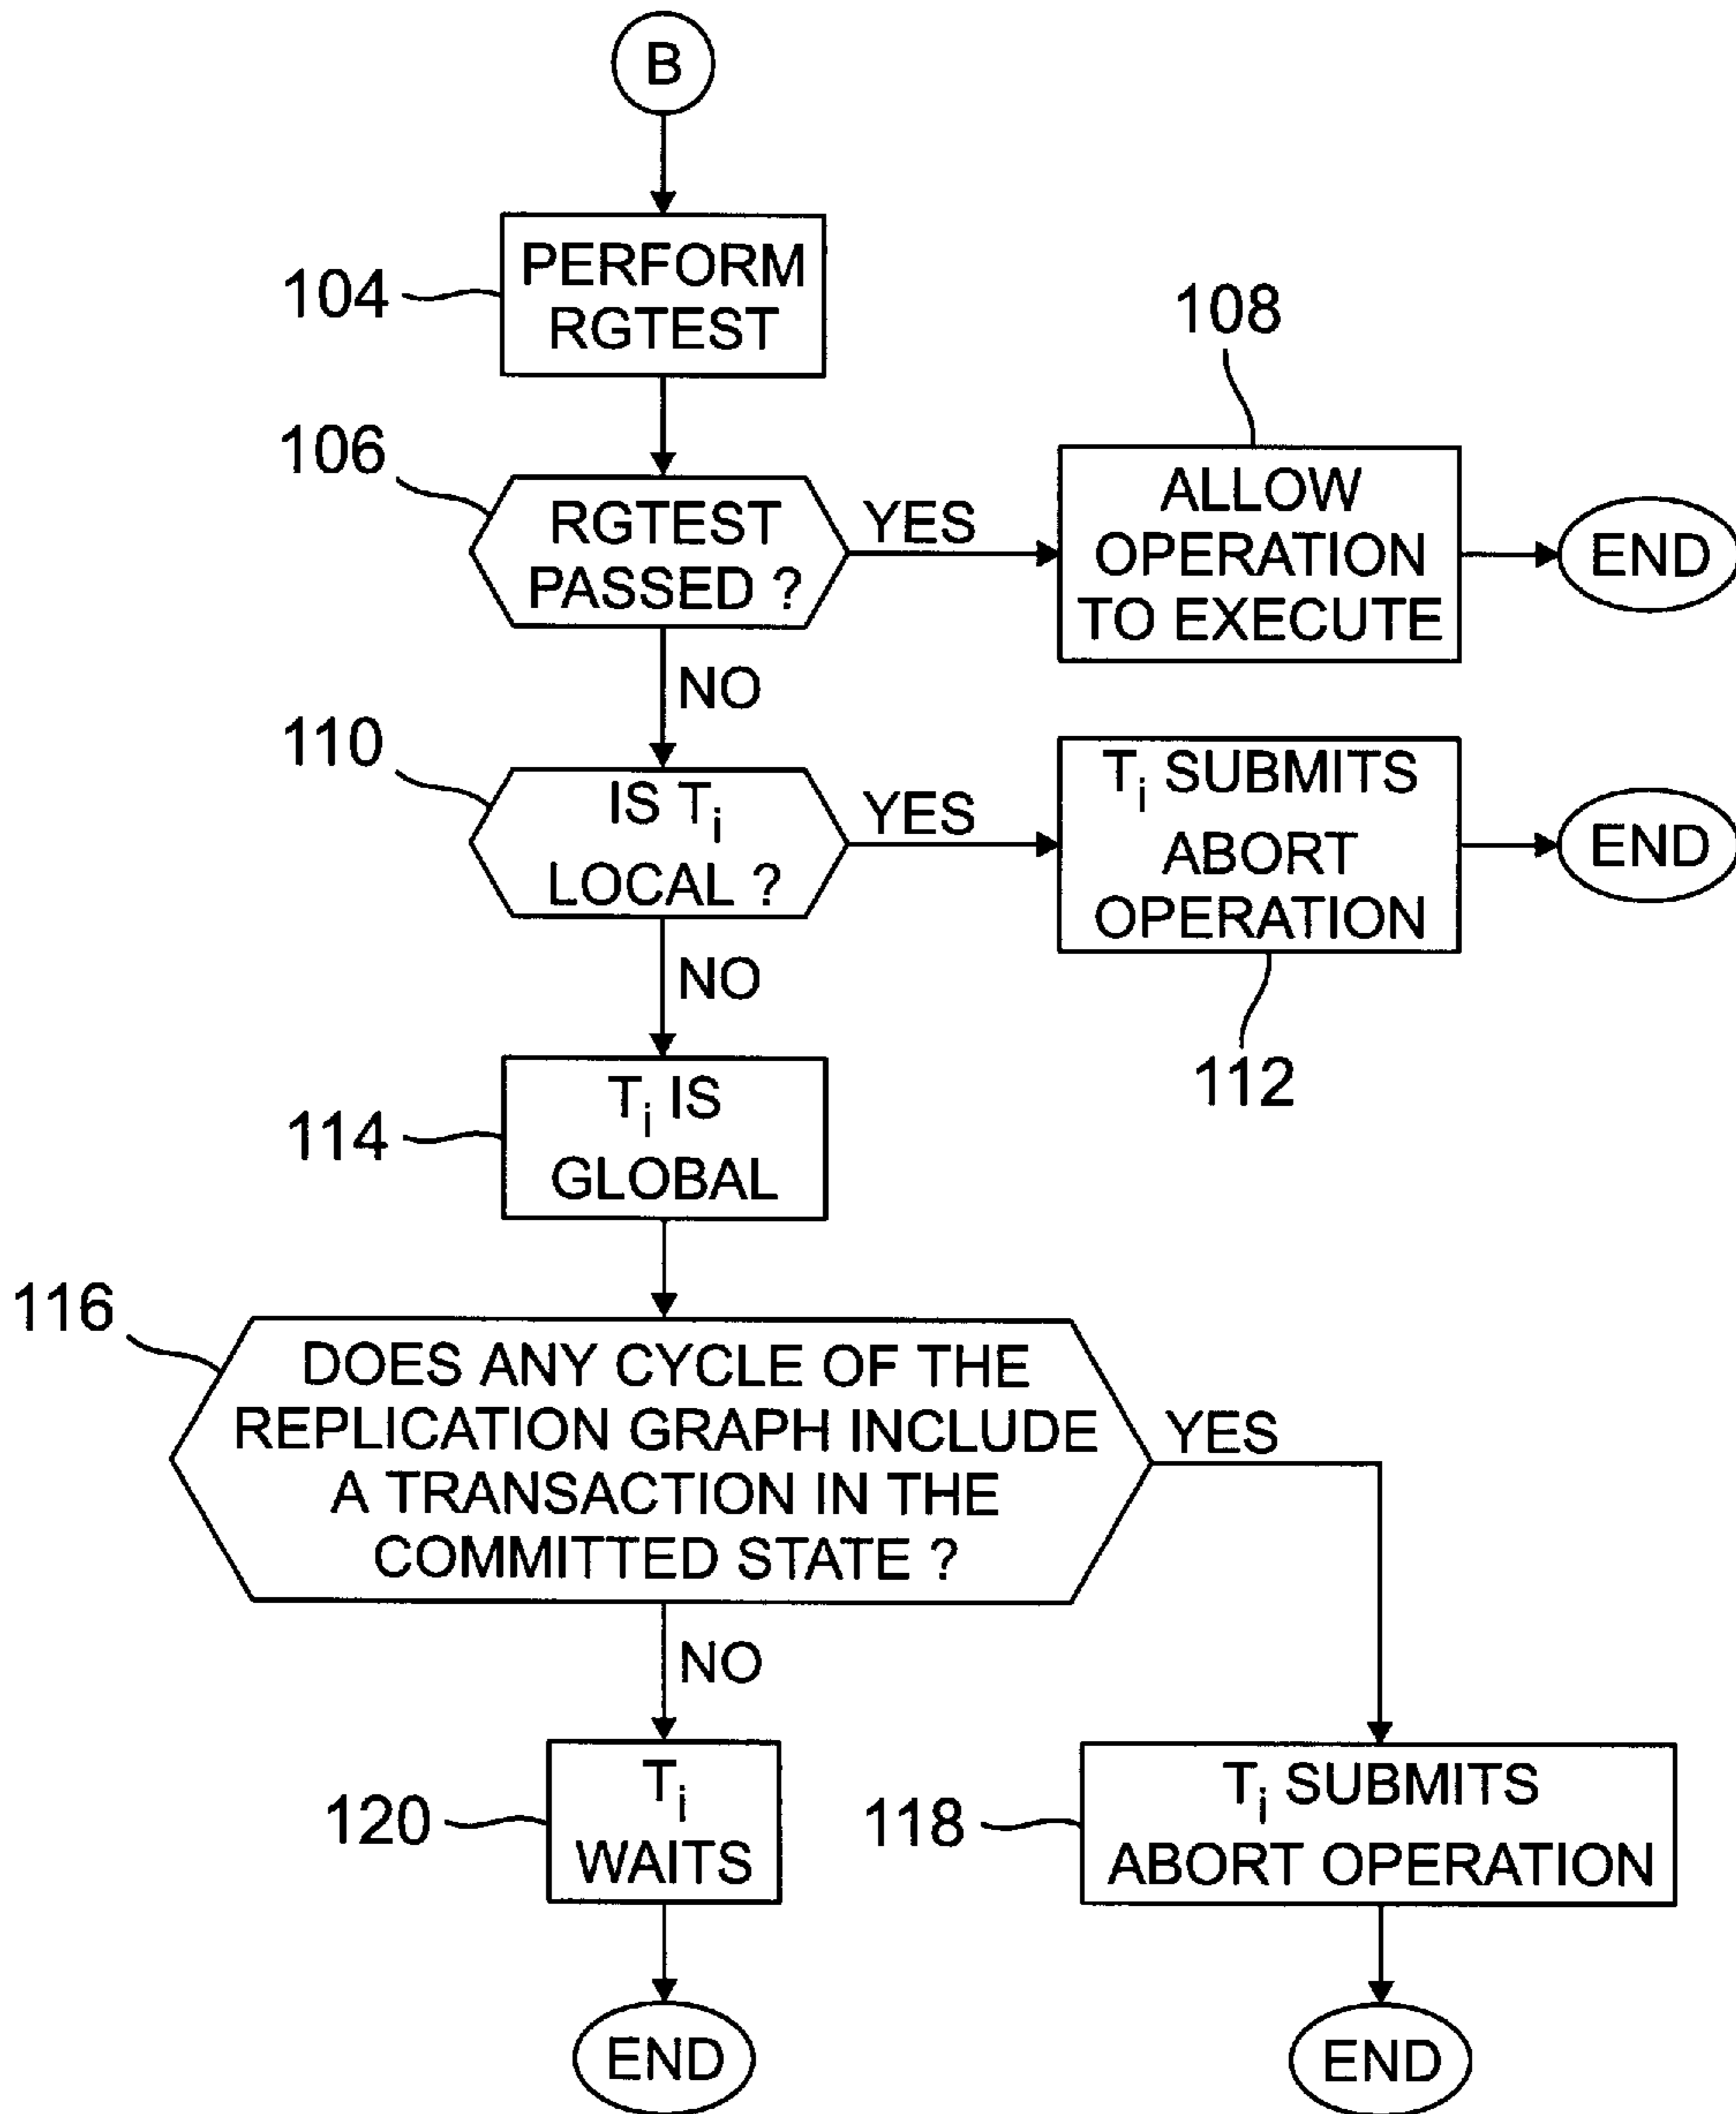 B
104
PERFORM
RGTEST
108
106
RGTEST
PASSED ?
YES
ALLOW
OPERATION
TO EXECUTE
END
NO
110
IS Ti
LOCAL ?
YES
Ti SUBMITS
ABORT
OPERATION
END
112
NO
114
Ti IS
GLOBAL
116
DOES ANY CYCLE OF THE
REPLICATION GRAPH INCLUDE
A TRANSACTION IN THE
COMMITTED STATE ?
YES
NO
120
Ti
WAITS
118
Ti SUBMITS
ABORT OPERATION
END
END